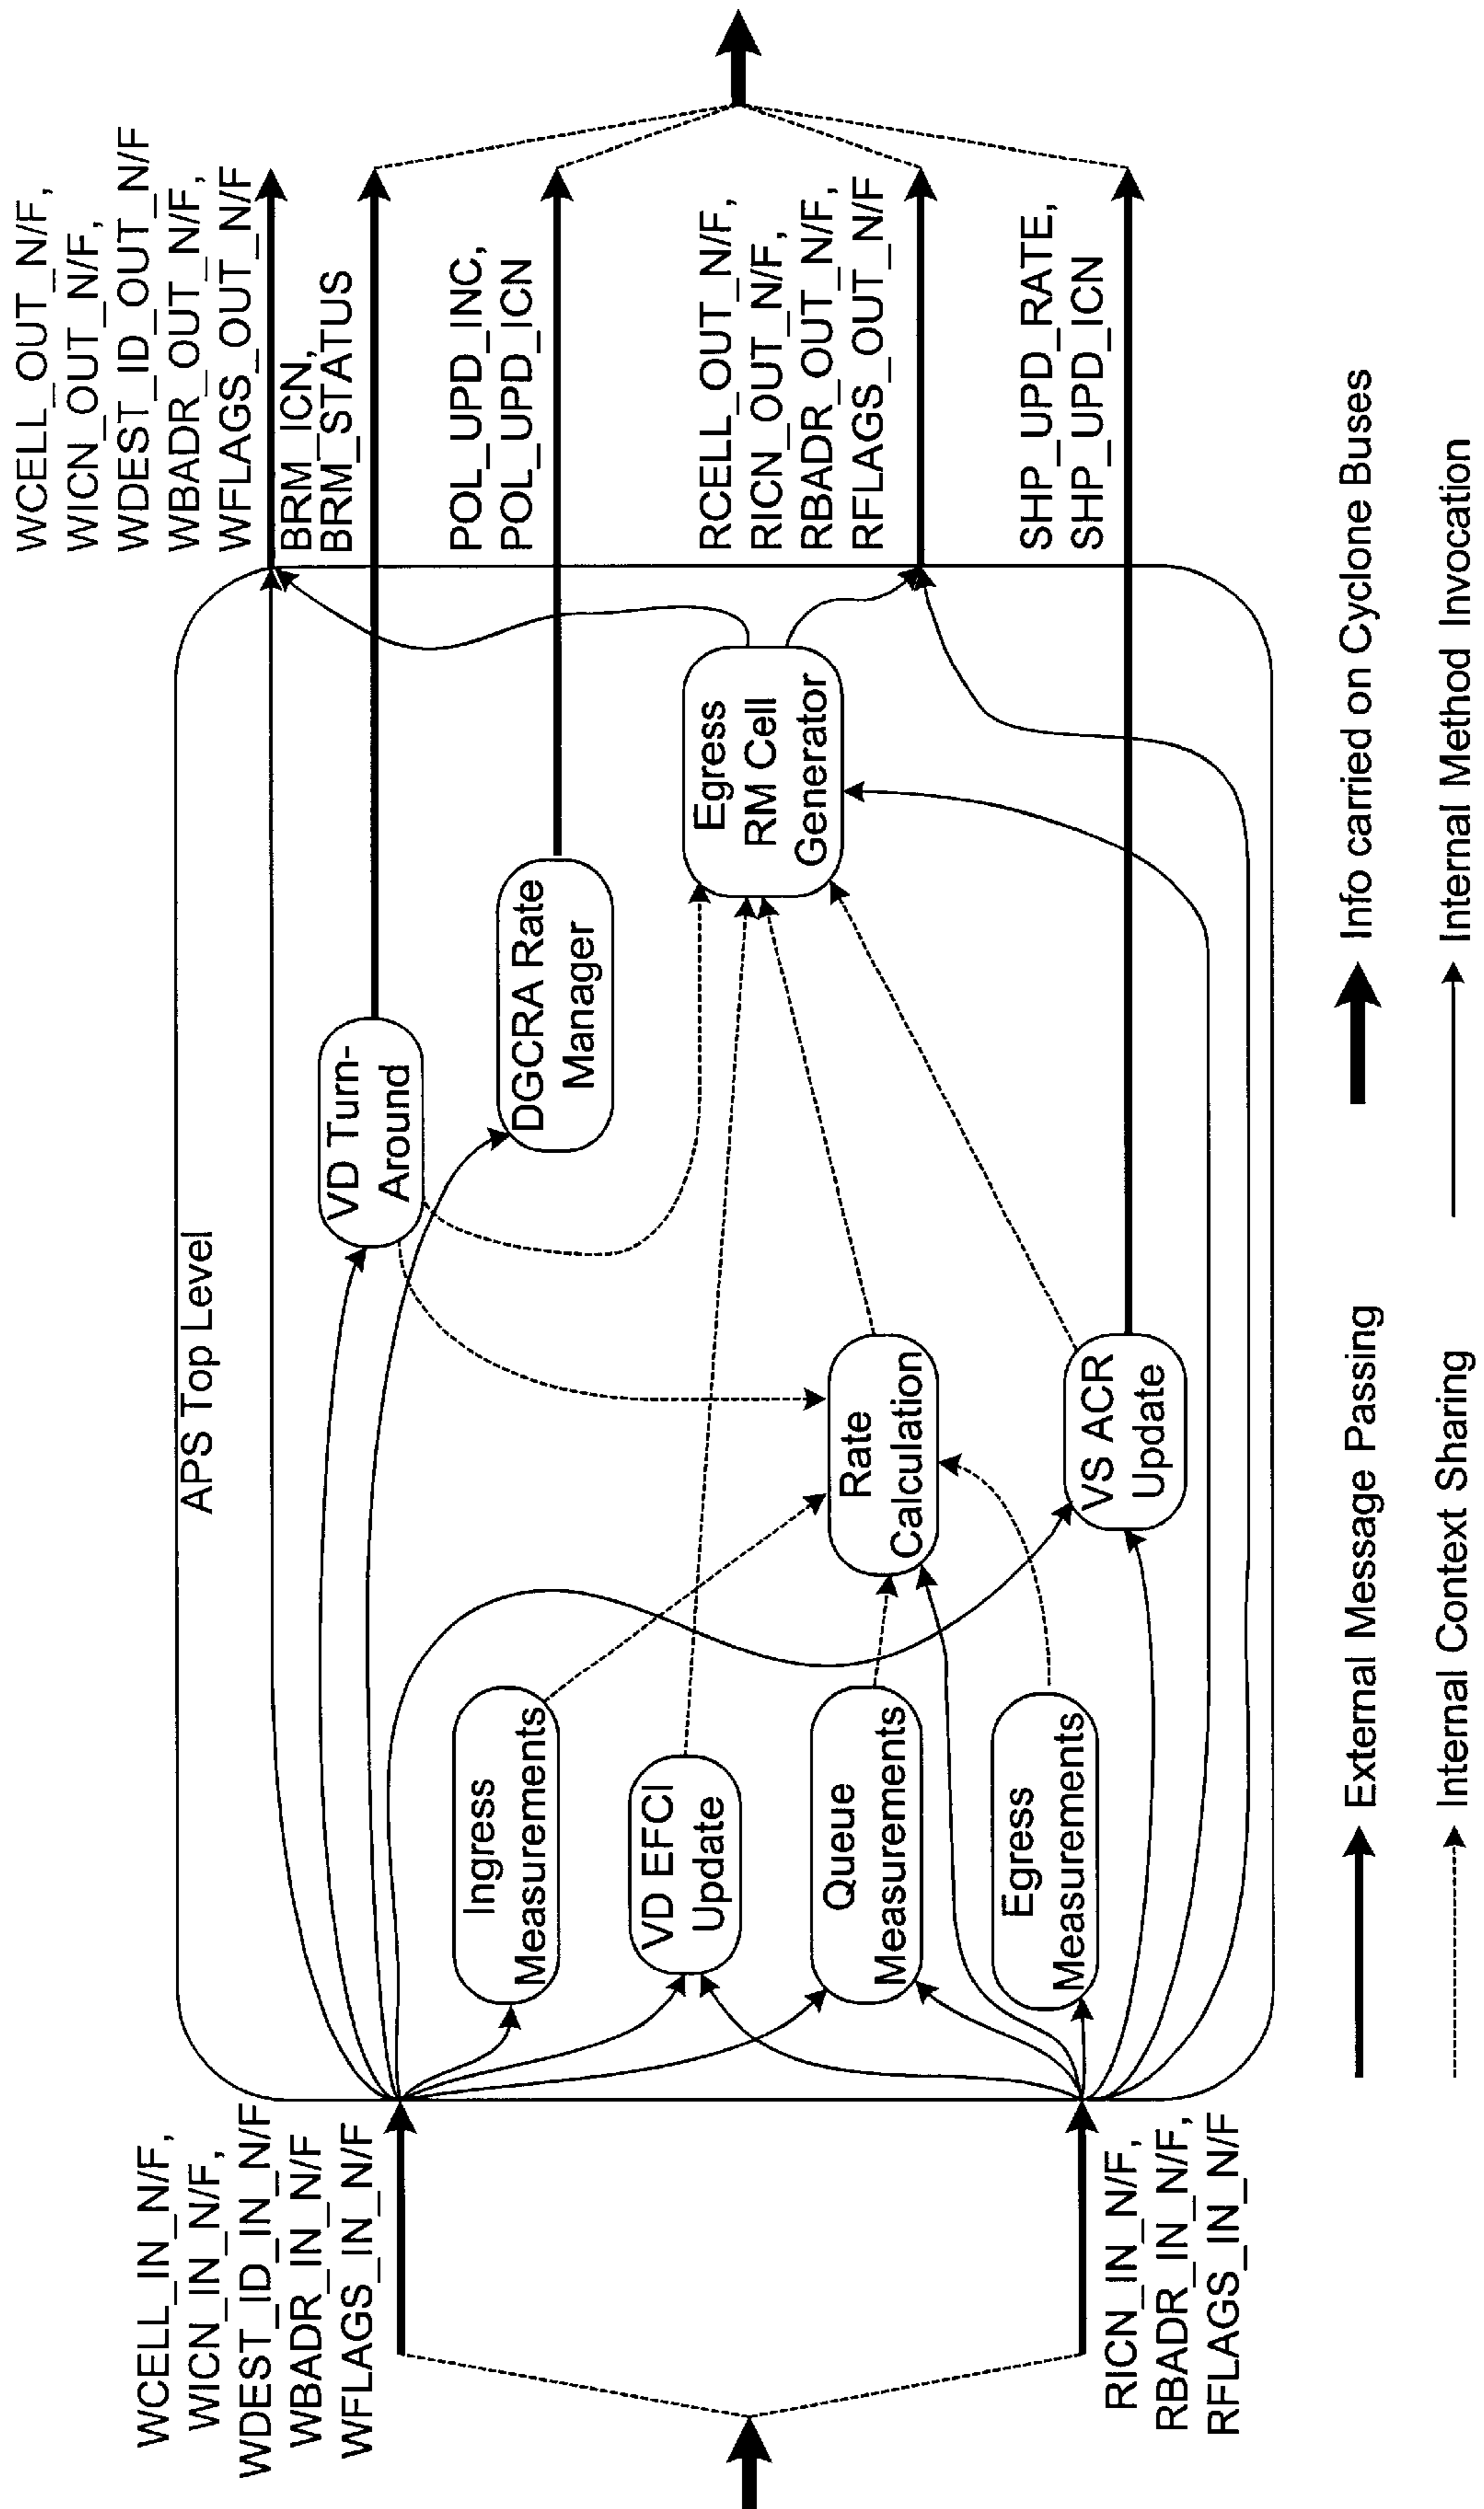 WCELL_IN_N/F,
WICN_IN_N/F,
WDEST_ID_IN_N/F
WBADR_IN_N/F
WFLAGS_IN_N/F
RICN_IN_N/F,
RBADR_IN_N/F,
RFLAGS_IN_N/F
APS Top Level
Ingress
Measurements
VD EFCI
Update
Queue
Measurements
Egress
Measurements
VD Turn-
Around
DGCRA Rate
Manager
Rate
Calculation
VS ACR
Update
Egress
RM Cell
Generator
WCELL_OUT_N/F,
WICN_OUT_N/F,
WDEST_ID_OUT_N/F
WBADR_OUT_N/F,
WFLAGS_OUT_N/F
BRM_ICN,
BRM_STATUS
POL_UPD_INC,
POL_UPD_ICN
RCELL_OUT_N/F,
RICN_OUT_N/F,
RBADR_OUT_N/F,
RFLAGS_OUT_N/F
SHP_UPD_RATE,
SHP_UPD_ICN
External Message Passing
Info carried on Cyclone Buses
Internal Context Sharing
Internal Method Invocation